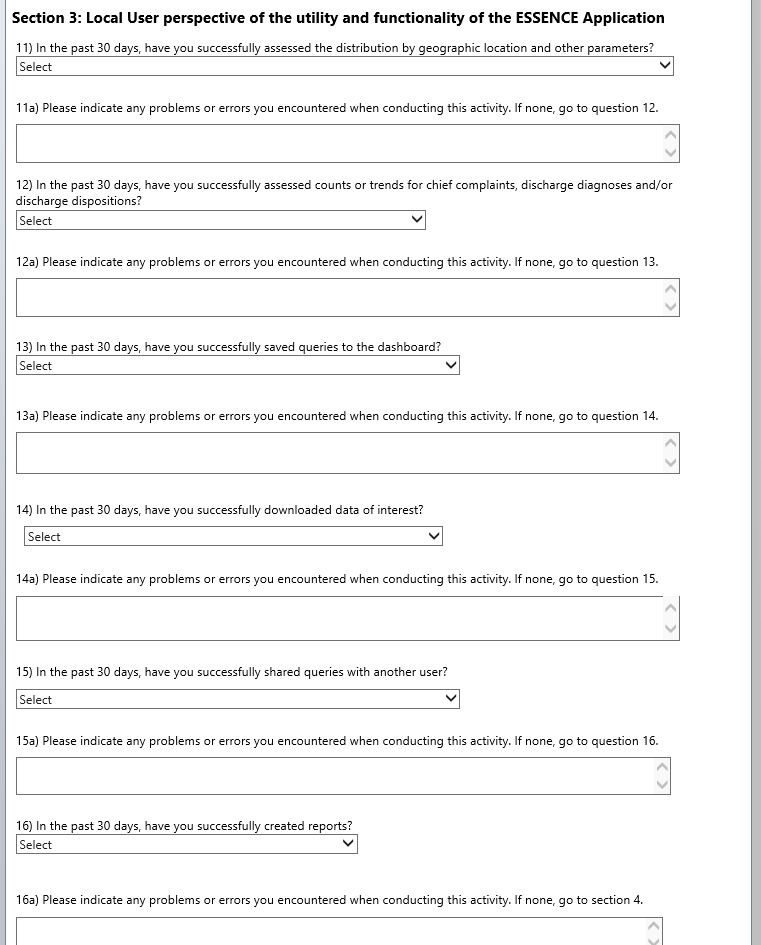 Section 3: Local User perspective of the utility and functionality of the ESSENCE Application
11) In the past 30 days, have you successfully assessed the distribution by geographic location and other parameters?
Select
11a) Please indicate any problems or errors you encountered when conducting this activity. If none, go to question 12.
12) In the past 30 days, have you successfully assessed counts or trends for chief complaints, discharge diagnoses and/or
discharge dispositions?
Select
12a) Please indicate any problems or errors you encountered when conducting this activity. If none, go to question 13.
13) In the past 30 days, have you successfully saved queries to the dashboard?
Select
13a) Please indicate any problems or errors you encountered when conducting this activity. If none, go to question 14.
14) In the past 30 days, have you successfully downloaded data of interest?
Select
14a) Please indicate any problems or errors you encountered when conducting this activity. If none, go to question 15.
15) In the past 30 days, have you successfully shared queries with another user?
Select
15a) Please indicate any problems or errors you encountered when conducting this activity. If none, go to question 16.
16) In the past 30 days, have you successfully created reports?
Select
16a) Please indicate any problems or errors you encountered when conducting this activity. If none, go to section 4.